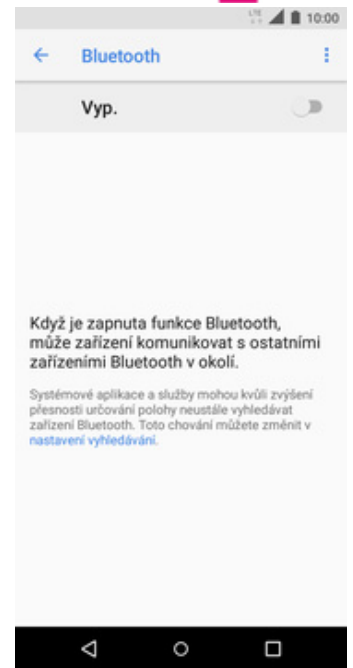 LTE 10:00
Bluetooth
Vyp.
Když je zapnuta funkce Bluetooth,
může zařízení komunikovat s ostatními
zařízeními Bluetooth v okolí.
Systémové aplikace a služby mohou kvůli zvýšení
přesnosti určování polohy neustále vyhledávat
zařízení Bluetooth. Toto chování můžete změnit v
nastavení vyhledávání.